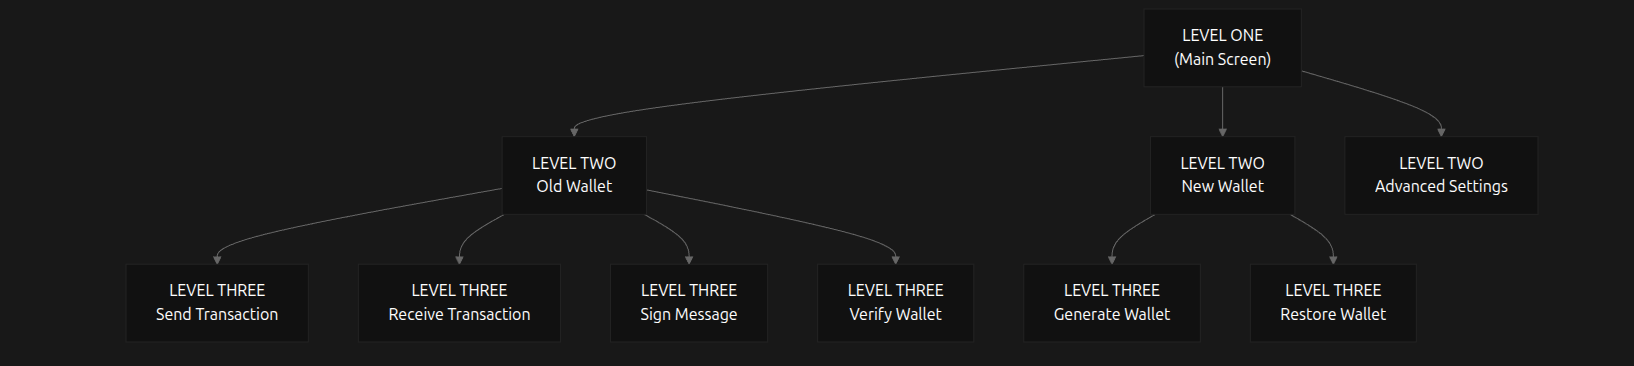 LEVEL ONE
(Main Screen)
LEVEL TWO
Old Wallet
LEVEL TWO
New Wallet
LEVEL TWO
Advanced Settings
LEVEL THREE
Send Transaction
LEVEL THREE
Receive Transaction
LEVEL THREE
Sign Message
LEVEL THREE
Verify Wallet
LEVEL THREE
Generate Wallet
LEVEL THREE
Restore Wallet